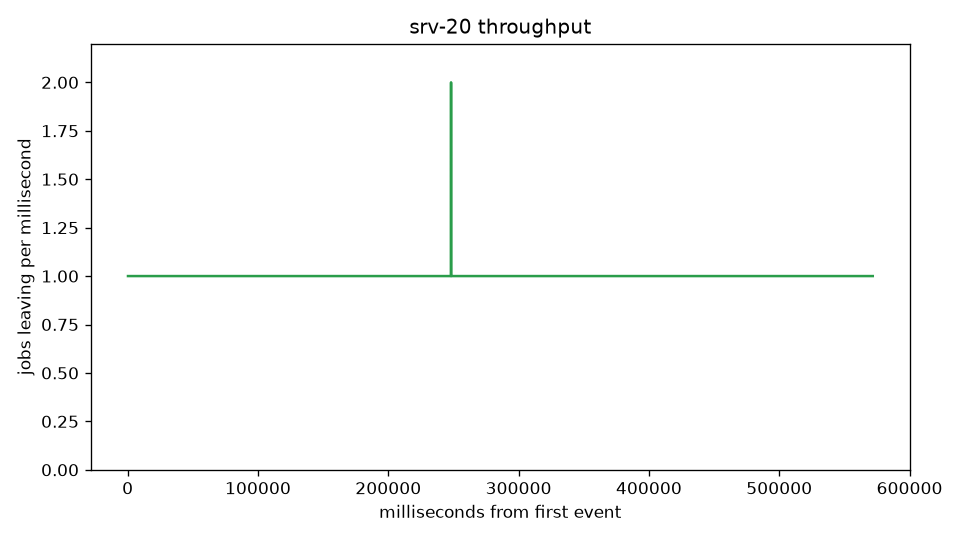 srv-20 throughput
jobs leaving per millisecond
2.00
1.75
1.50
1.25
1.00
0.75
0.50
0.25
0.00
0 100000 200000 300000 400000 500000 600000
milliseconds from first event